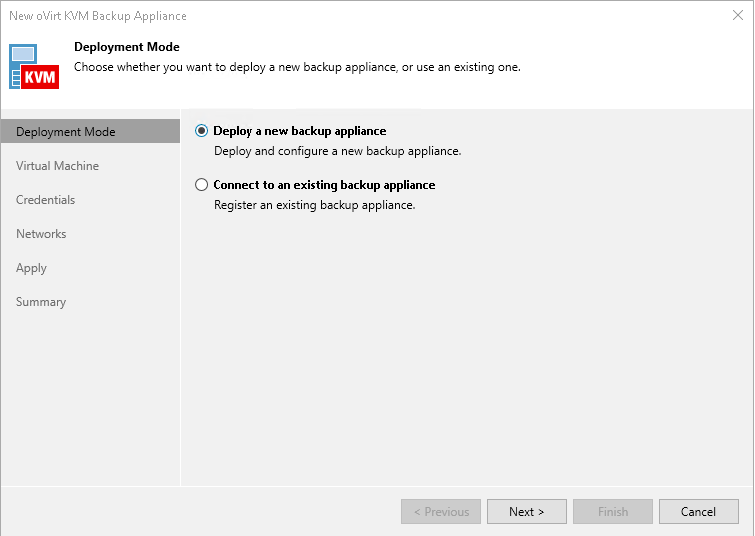 New oVirt KVM Backup Appliance
Deployment Mode
Choose whether you want to deploy a new backup appliance, or use an existing one.
KVM
Deployment Mode
Virtual Machine
Credentials
Networks
Apply
Summary
Deploy a new backup appliance
Deploy and configure a new backup appliance.
Connect to an existing backup appliance
Register an existing backup appliance.
< Previous
Next >
Finish
Cancel